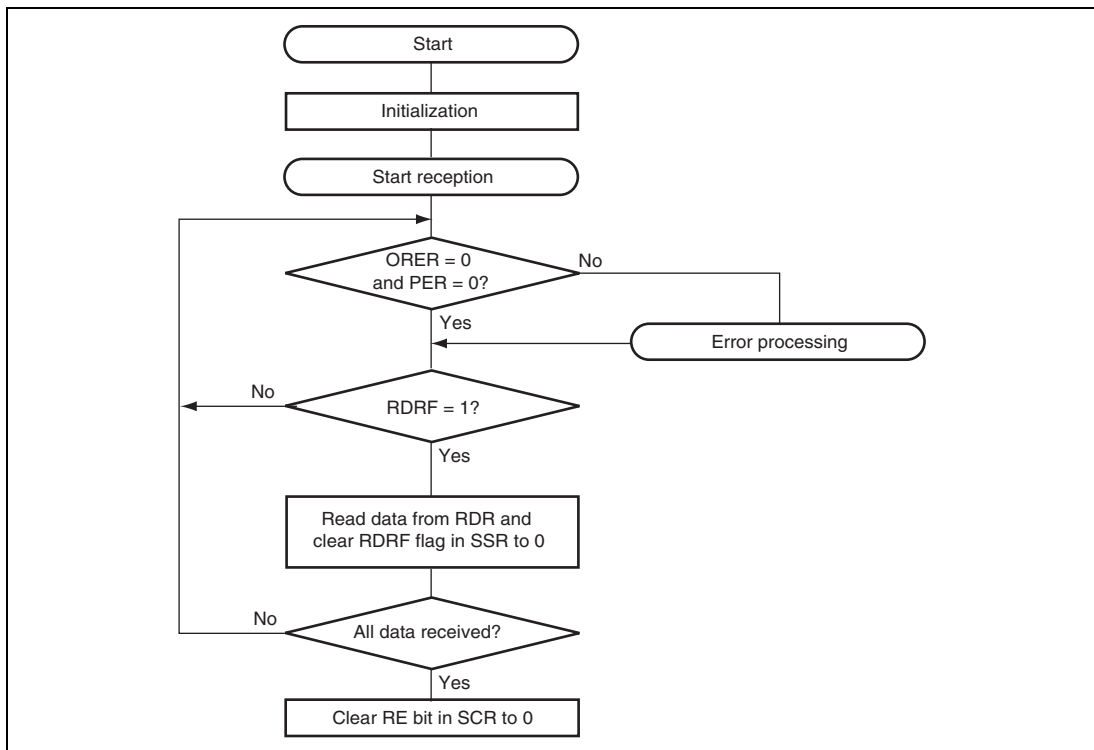 Start
Initialization
Start reception
ORER = 0
and PER = 0?
No
Yes
Error processing
No
RDRF = 1?
Yes
Read data from RDR and
clear RDRF flag in SSR to 0
No
All data received?
Yes
Clear RE bit in SCR to 0